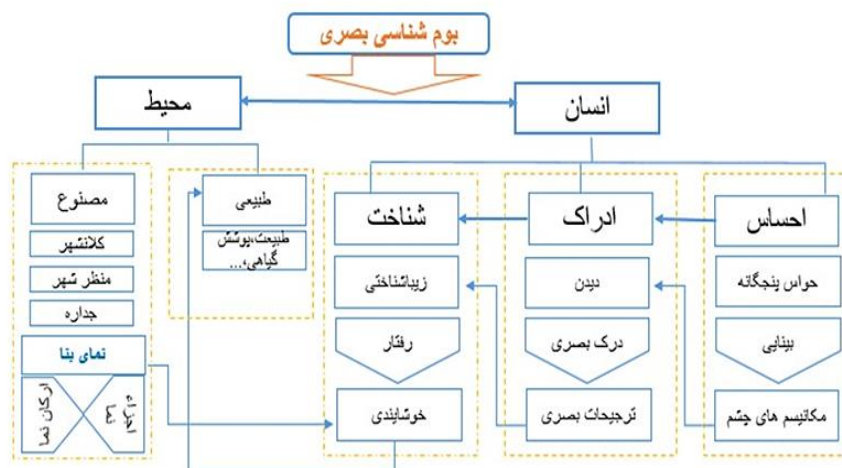 بوم شناسی بصری
انسان
محیط
احساس
حواس پنجگانه
بینایی
مکانیسم های چشم
ادراک
دیدن
درک بصری
ترجیحات بصری
شناخت
زیباشناختی
رفتار
خوشایندی
طبیعی
طبیعت،پوشش
گیاهی،...
مصنوع
کلانشهر
منظر شهر
جداره
نمای بنا
اجزاء
نما
ارکان نما